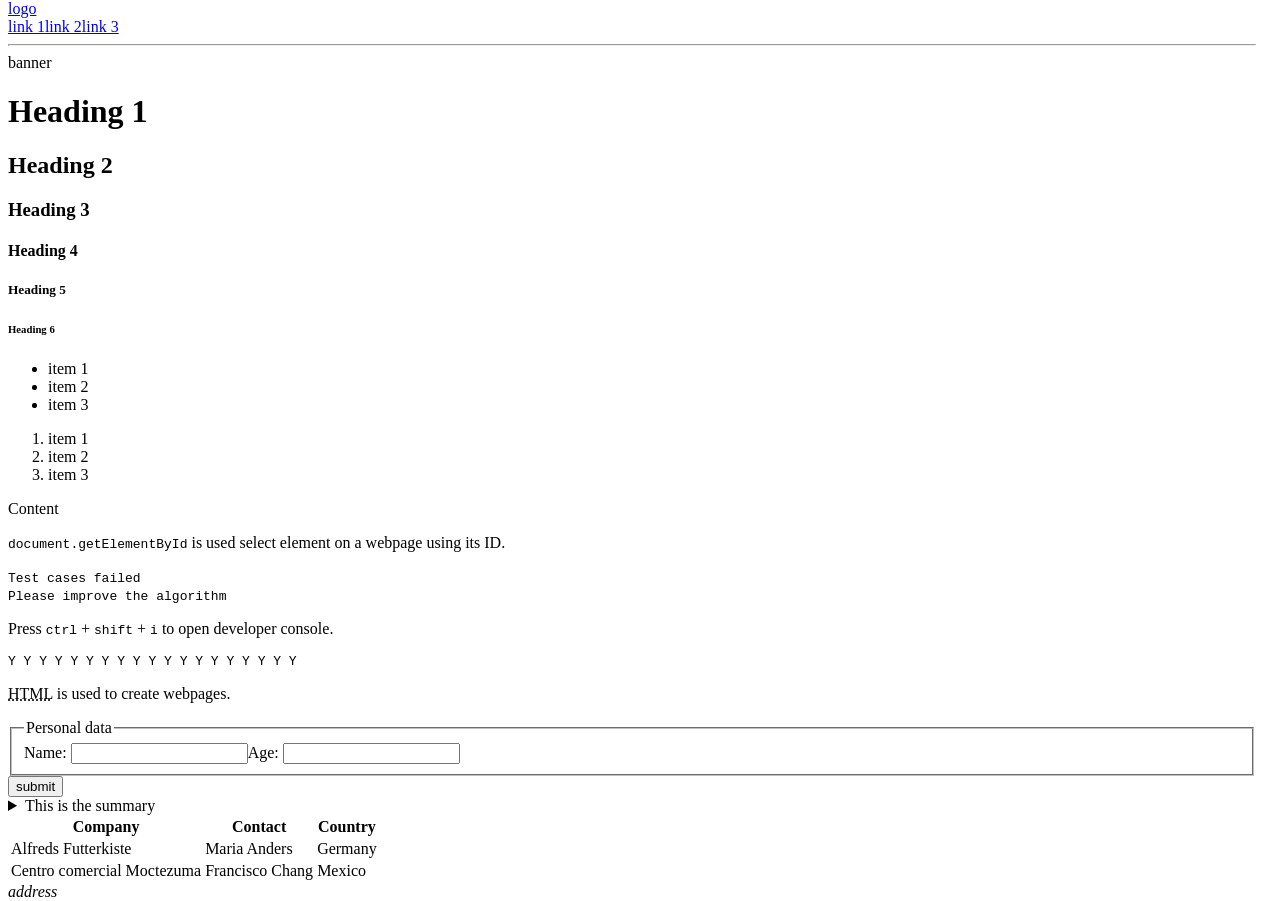 logo
link 1link 2link 3
banner
Heading 1
Heading 2
Heading 3
Heading 4
Heading 5
Heading 6
• item 1
• item 2
• item 3
1. item 1
2. item 2
3. item 3
Content
document.getElementById is used select element on a webpage using its ID.
Test cases failed
Please improve the algorithm
Press ctrl + shift + i to open developer console.
Y Y Y Y Y Y Y Y Y Y Y Y Y Y Y Y Y Y Y
HTML is used to create webpages.
Personal data
Name: Age:
submit
This is the summary
Company Contact Country
Alfreds Futterkiste Maria Anders Germany
Centro comercial Moctezuma Francisco Chang Mexico
address